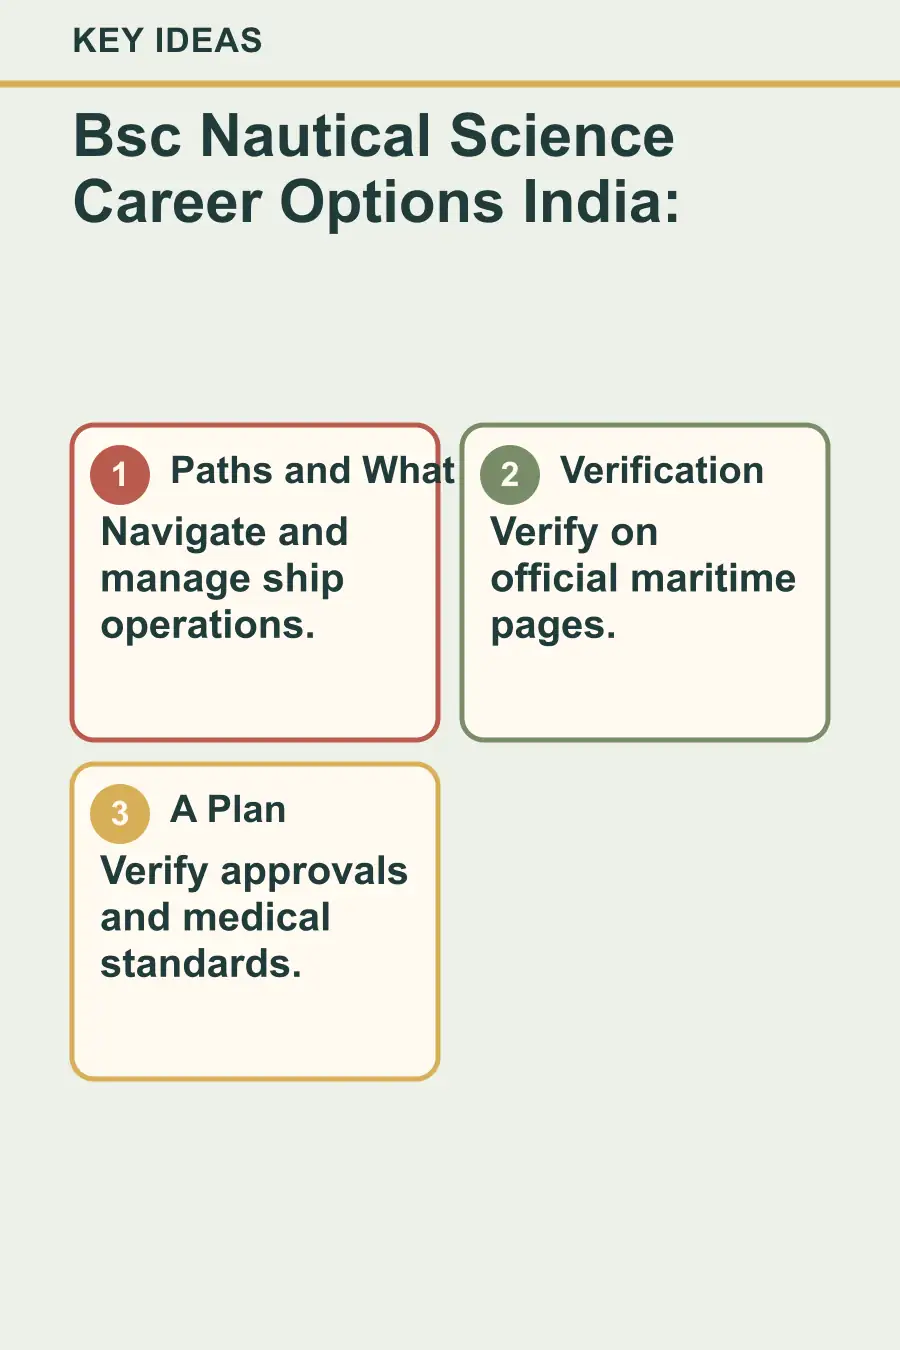 KEY IDEAS
Bsc Nautical Science
Career Options India:
1 Paths and What
Navigate and
manage ship
operations.
2 Verification
Verify on
official maritime
pages.
3 A Plan
Verify approvals
and medical
standards.